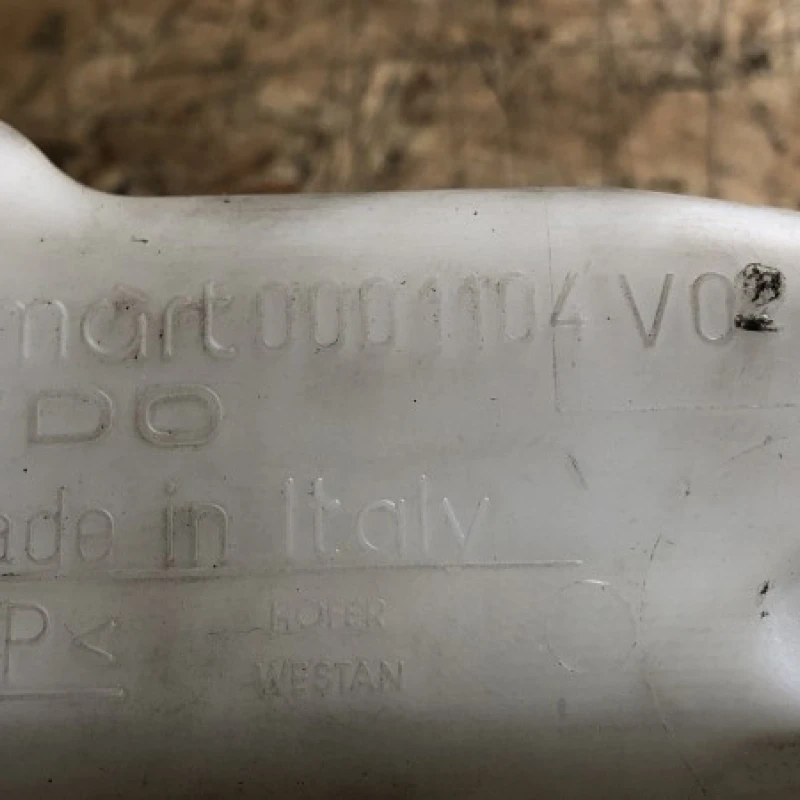 mart 0001104 V02
DO
ade in Italy
P<
HOFER
WESTAN